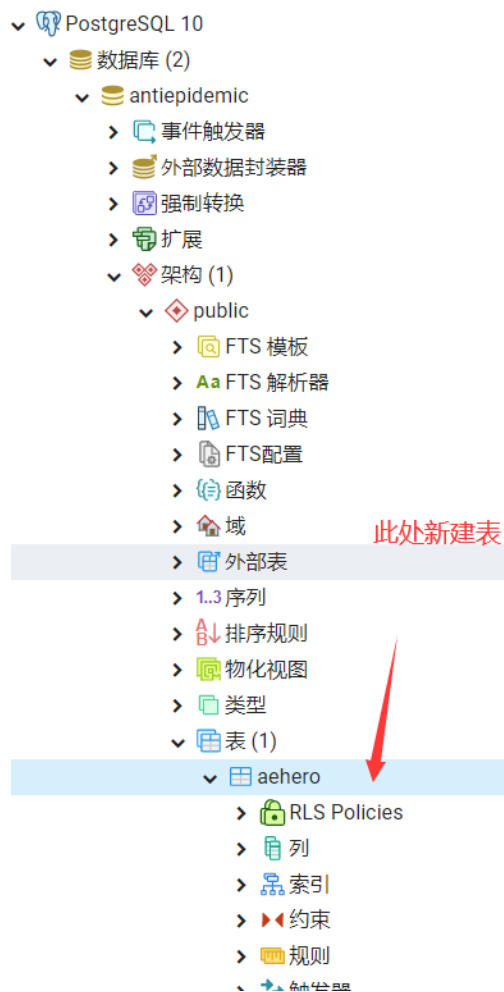 PostgreSQL 10
数据库 (2)
antiepidemic
事件触发器
外部数据封装器
强制转换
扩展
架构 (1)
public
FTS 模板
Aa FTS 解析器
FTS 词典
FTS配置
函数
域
此处新建表
外部表
1..3 序列
AB 排序规则
物化视图
类型
表 (1)
aehero
RLS Policies
列
索引
约束
规则
触发器